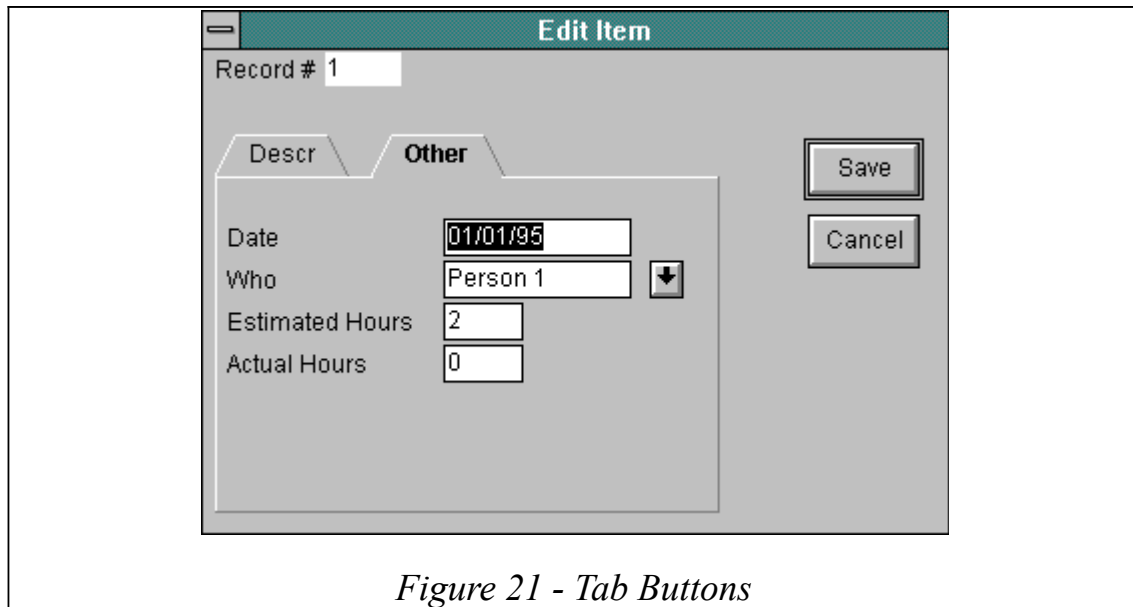 Edit Item
Record # 1
Descr Other
Save
Date 01/01/95
Cancel
Who Person 1
Estimated Hours 2
Actual Hours 0
Figure 21 - Tab Buttons